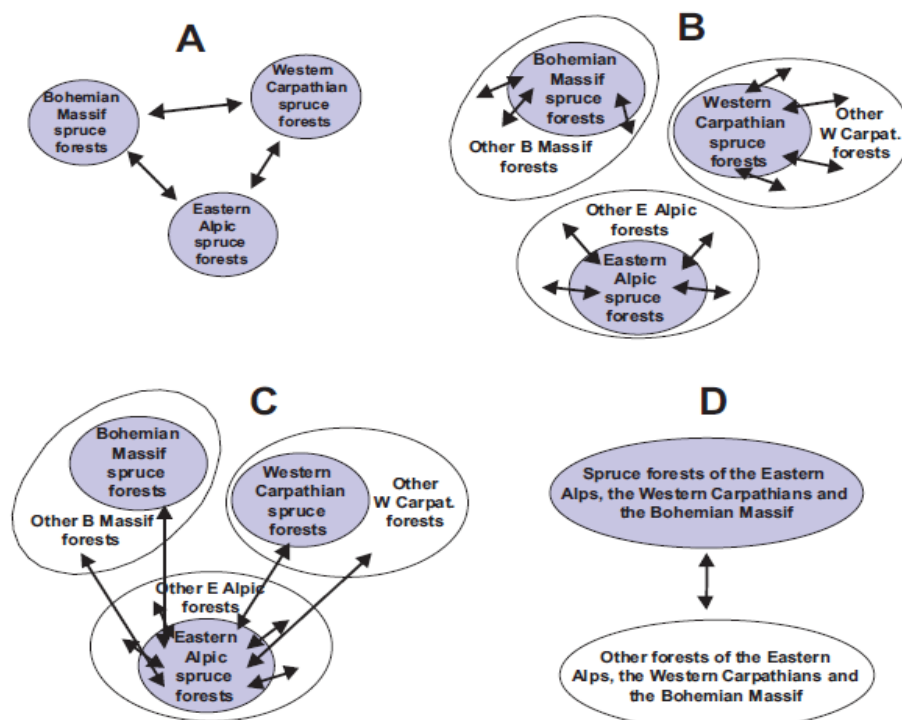 A
Bohemian
Massif
spruce
forests
Western
Carpathian
spruce
forests
Eastern
Alpic
spruce
forests
B
Bohemian
Massif
spruce
forests
Other B Massif
forests
Western
Carpathian
spruce
forests
Other
W Carpat.
forests
Other E Alpic
forests
Eastern
Alpic
spruce
forests
C
Bohemian
Massif
spruce
forests
Other B Massif
forests
Western
Carpathian
spruce
forests
Other
W Carpat.
forests
Other E Alpic
forests
Eastern
Alpic
spruce
forests
D
Spruce forests of the Eastern
Alps, the Western Carpathians and
the Bohemian Massif
Other forests of the Eastern
Alps, the Western Carpathians and
the Bohemian Massif